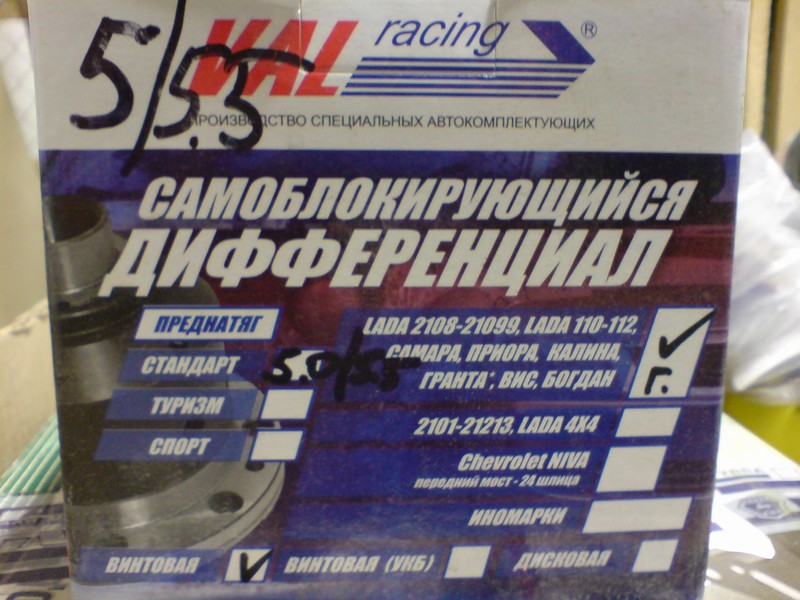 VAL racing ®
5/5.5
ПРОИЗВОДСТВО СПЕЦИАЛЬНЫХ АВТОКОМПЛЕКТУЮЩИХ
САМОБЛОКИРУЮЩИЙСЯ
ДИФФЕРЕНЦИАЛ
ПРЕДНАТЯГ
СТАНДАРТ 5.0/5.5
ТУРИЗМ
СПОРТ
LADA 2108-21099, LADA 110-112,
САМАРА, ПРИОРА, КАЛИНА,
ГРАНТА*, ВИС, БОГДАН
Г.
2101-21213, LADA 4X4
Chevrolet NIVA
передний мост - 24 шлица
ИНОМАРКИ
ВИНТОВАЯ ВИНТОВАЯ (УКБ) ДИСКОВАЯ